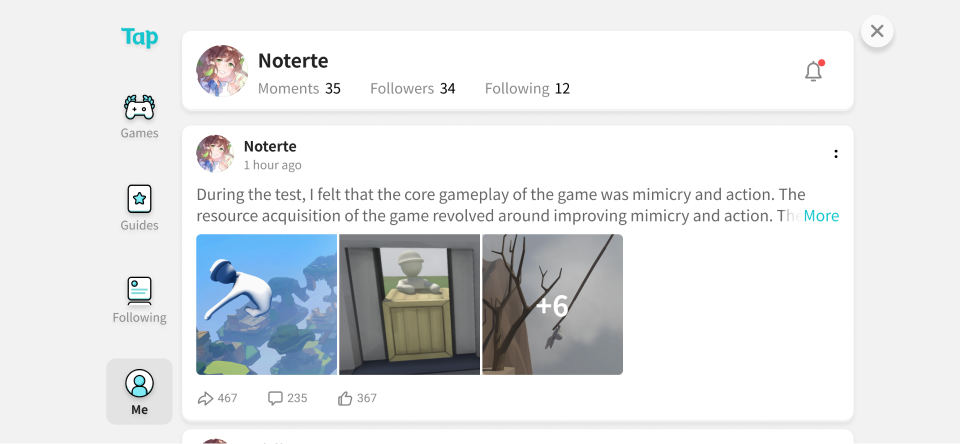 Tap
Games
Guides
Following
Me
Noterte
Moments 35 Followers 34 Following 12
Noterte
1 hour ago
During the test, I felt that the core gameplay of the game was mimicry and action. The
resource acquisition of the game revolved around improving mimicry and action. The More
+6
467 235 367